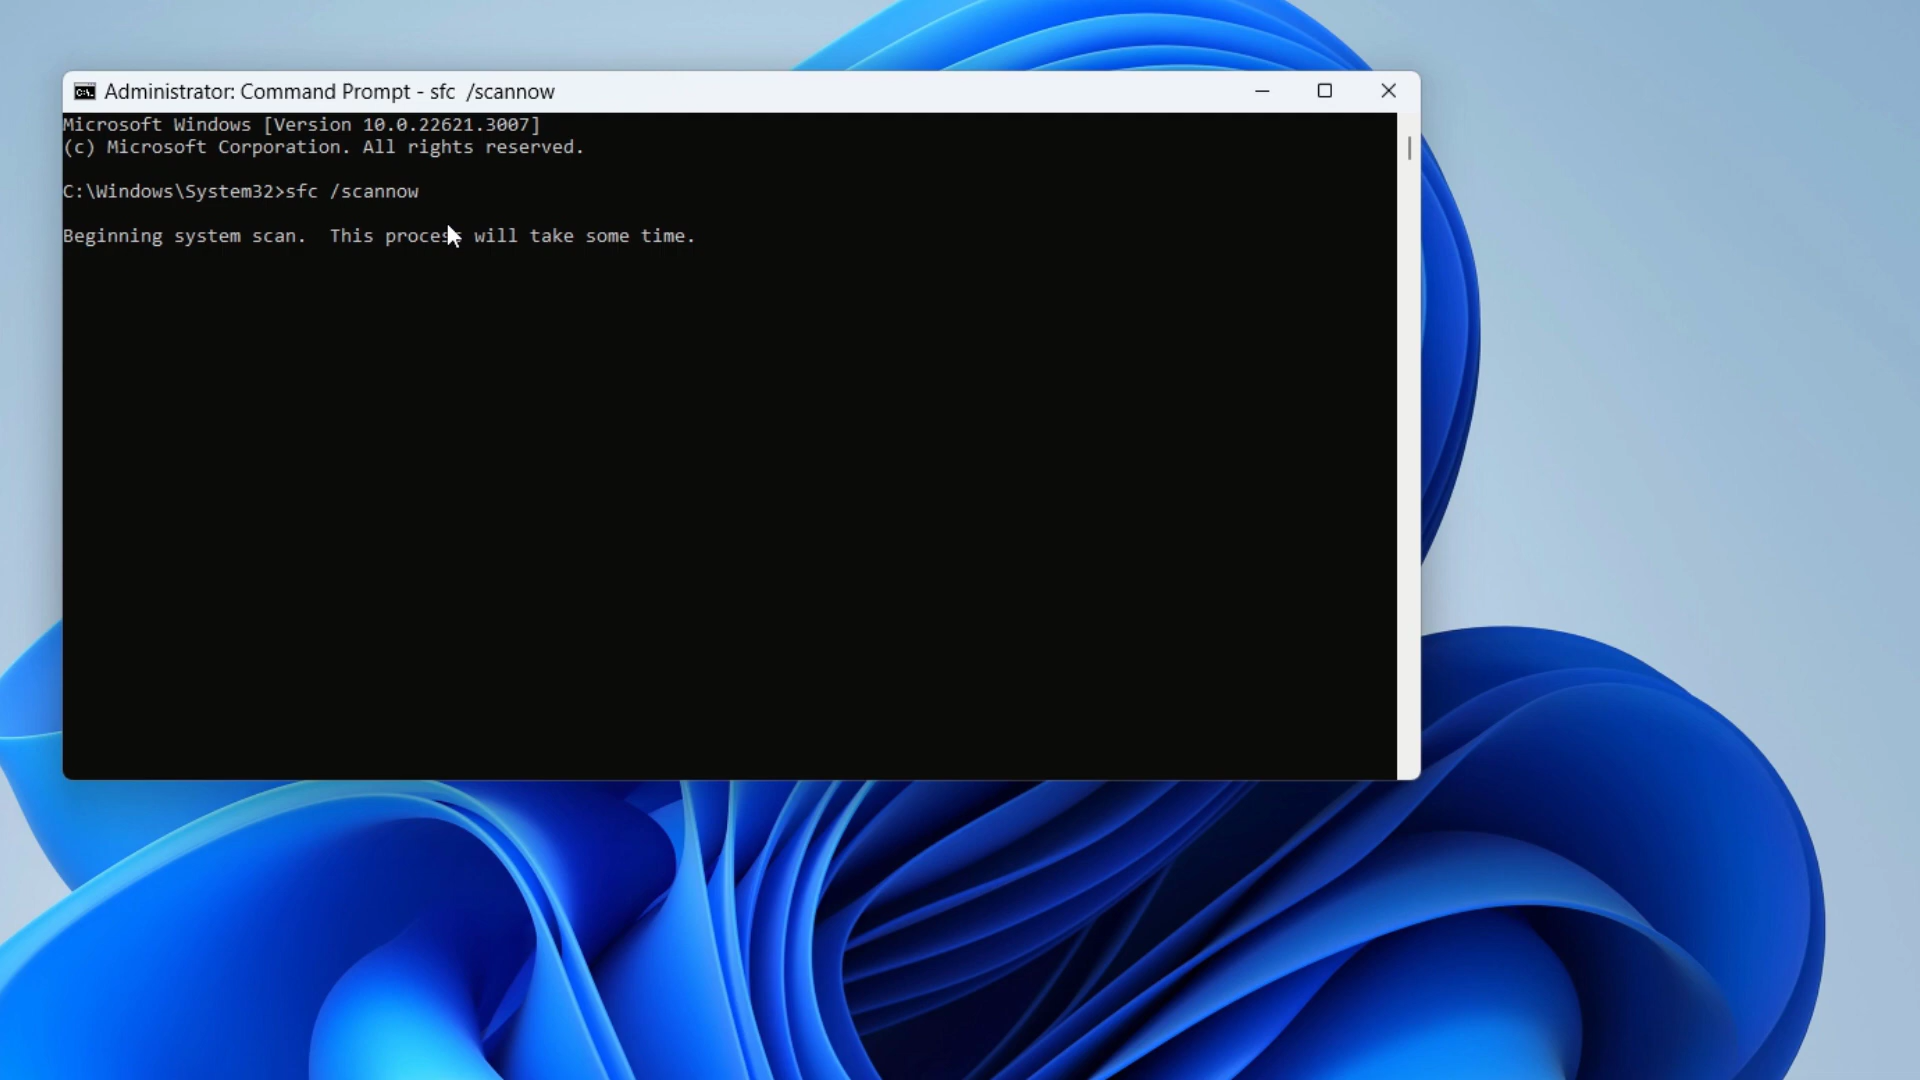 Administrator: Command Prompt - sfc  /scannow
Microsoft Windows [Version 10.0.22621.3007]
(c) Microsoft Corporation. All rights reserved.
C:\Windows\System32>sfc /scannow
Beginning system scan.  This process will take some time.